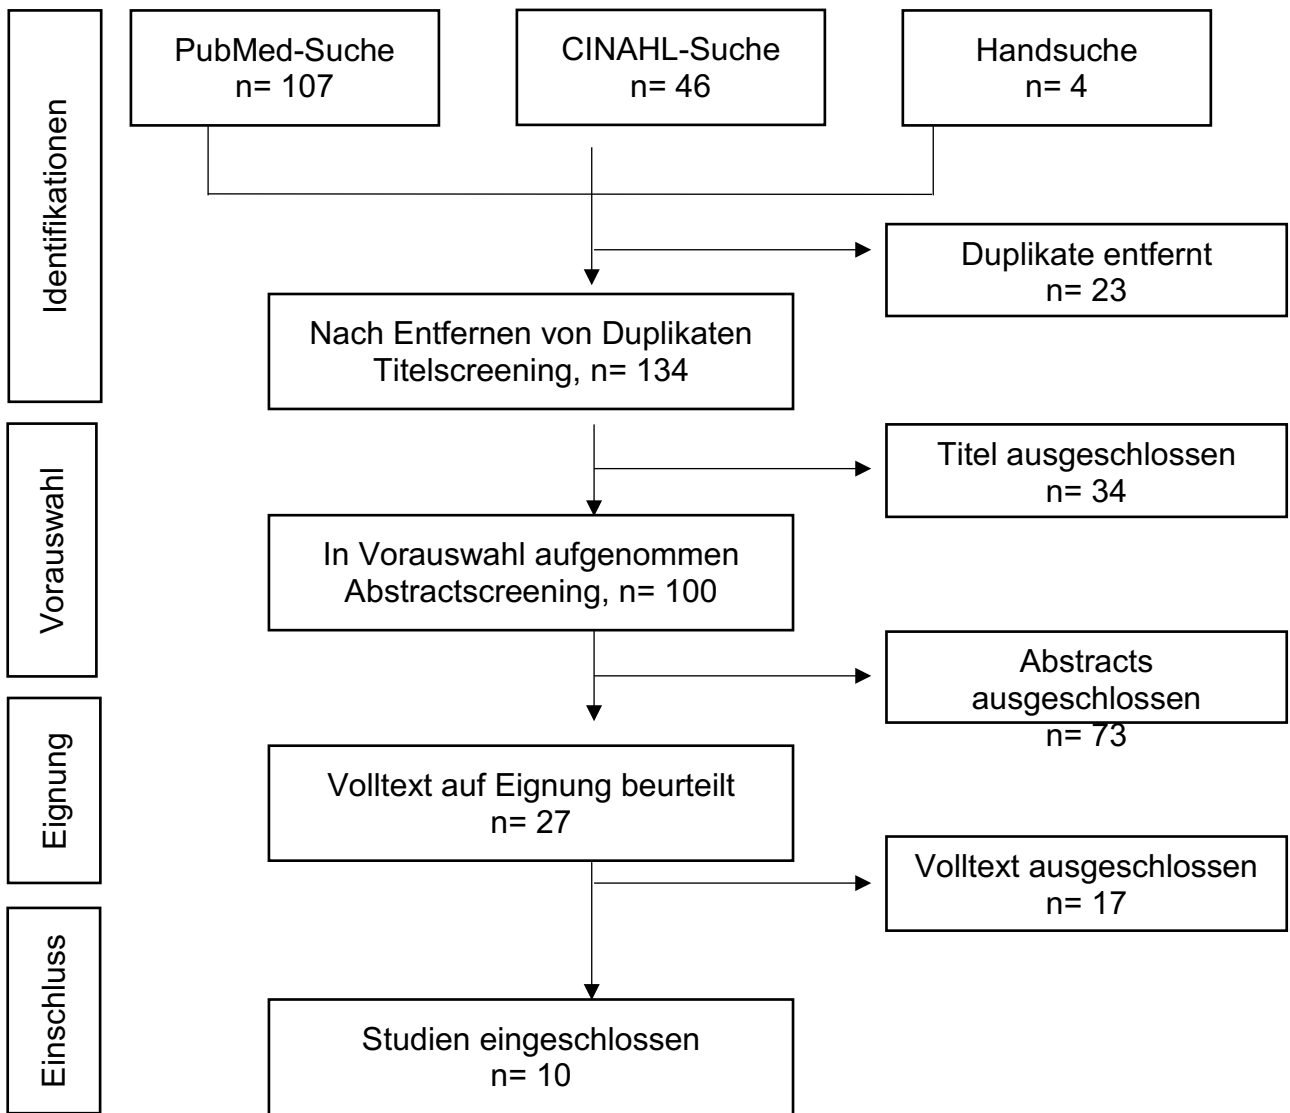 Identifikationen
PubMed-Suche
n= 107
CINAHL-Suche
n= 46
Handsuche
n= 4
Duplikate entfernt
n= 23
Nach Entfernen von Duplikaten
Titelscreening, n= 134
Vorauswahl
Titel ausgeschlossen
n= 34
In Vorauswahl aufgenommen
Abstractscreening, n= 100
Abstracts
ausgeschlossen
n= 73
Eignung
Volltext auf Eignung beurteilt
n= 27
Volltext ausgeschlossen
n= 17
Einschluss
Studien eingeschlossen
n= 10